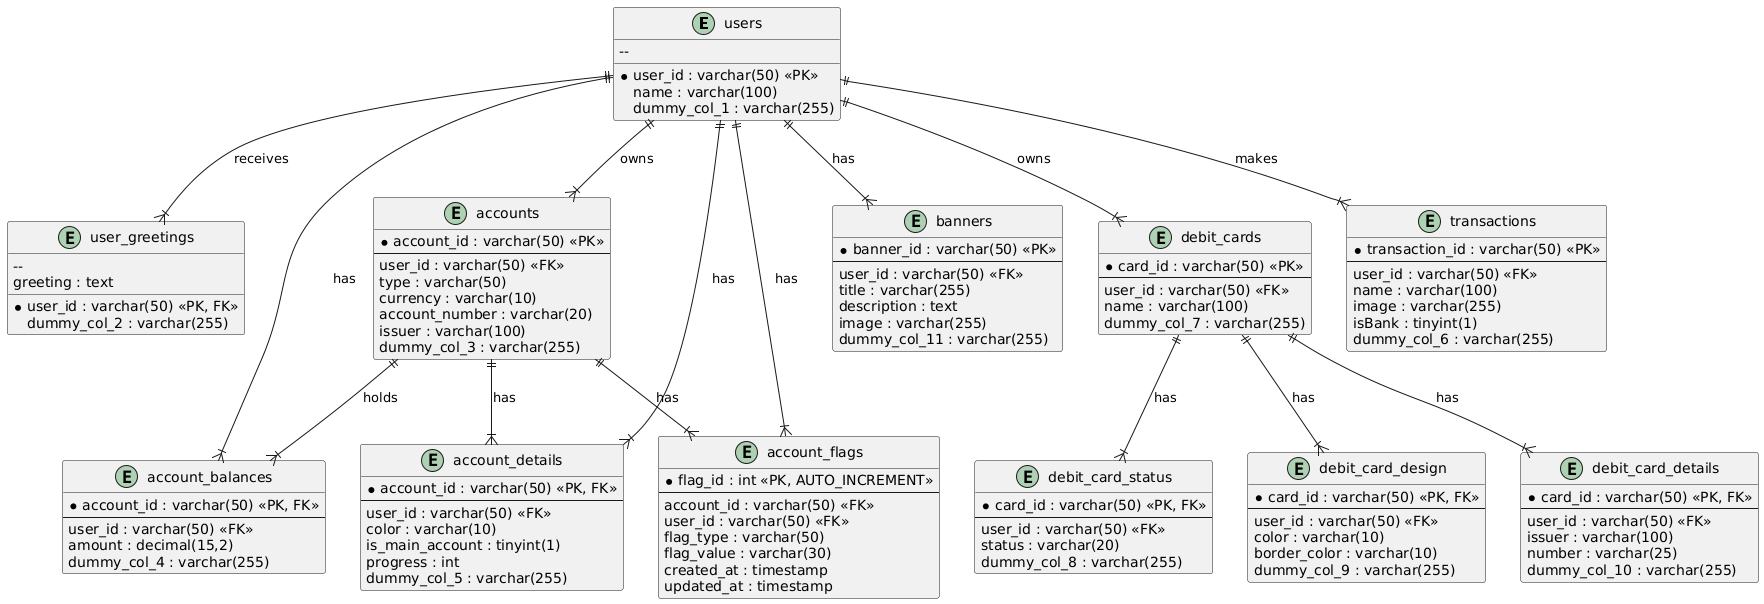 E users
--
* user_id : varchar(50) «PK»
name : varchar(100)
dummy_col_1 : varchar(255)
receives
has
owns
has
has
has
owns
makes
E user_greetings
--
greeting : text
* user_id : varchar(50) «PK, FK»
dummy_col_2 : varchar(255)
E accounts
* account_id : varchar(50) «PK»
user_id : varchar(50) «FK»
type : varchar(50)
currency : varchar(10)
account_number : varchar(20)
issuer : varchar(100)
dummy_col_3 : varchar(255)
E banners
* banner_id : varchar(50) «PK»
user_id : varchar(50) «FK»
title : varchar(255)
description : text
image : varchar(255)
dummy_col_11 : varchar(255)
E debit_cards
* card_id : varchar(50) «PK»
user_id : varchar(50) «FK»
name : varchar(100)
dummy_col_7 : varchar(255)
E transactions
* transaction_id : varchar(50) «PK»
user_id : varchar(50) «FK»
name : varchar(100)
image : varchar(255)
isBank : tinyint(1)
dummy_col_6 : varchar(255)
holds
has
has
has
has
has
E account_balances
* account_id : varchar(50) «PK, FK»
user_id : varchar(50) «FK»
amount : decimal(15,2)
dummy_col_4 : varchar(255)
E account_details
* account_id : varchar(50) «PK, FK»
user_id : varchar(50) «FK»
color : varchar(10)
is_main_account : tinyint(1)
progress : int
dummy_col_5 : varchar(255)
E account_flags
* flag_id : int «PK, AUTO_INCREMENT»
account_id : varchar(50) «FK»
user_id : varchar(50) «FK»
flag_type : varchar(50)
flag_value : varchar(30)
created_at : timestamp
updated_at : timestamp
E debit_card_status
* card_id : varchar(50) «PK, FK»
user_id : varchar(50) «FK»
status : varchar(20)
dummy_col_8 : varchar(255)
E debit_card_design
* card_id : varchar(50) «PK, FK»
user_id : varchar(50) «FK»
color : varchar(10)
border_color : varchar(10)
dummy_col_9 : varchar(255)
E debit_card_details
* card_id : varchar(50) «PK, FK»
user_id : varchar(50) «FK»
issuer : varchar(100)
number : varchar(25)
dummy_col_10 : varchar(255)